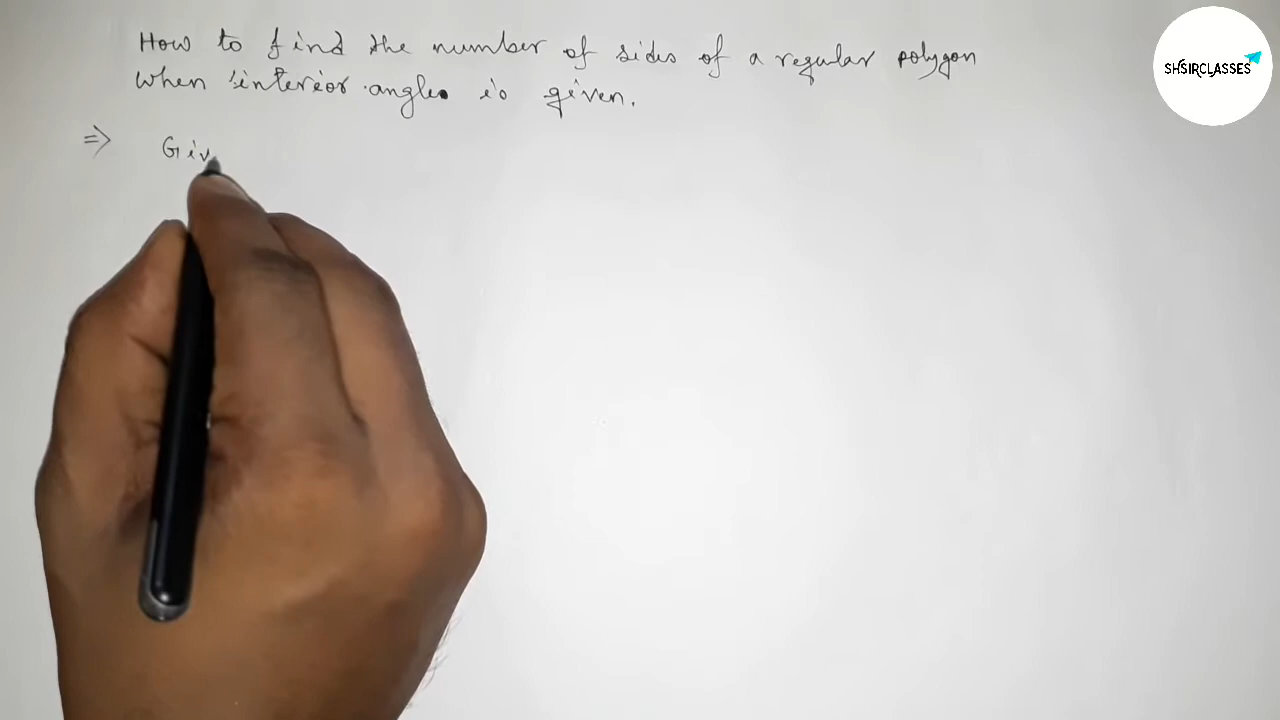 How to find the number of sides of a regular polygon
when interior angle is given.
⇒ Giv
SHSIRCLASSES